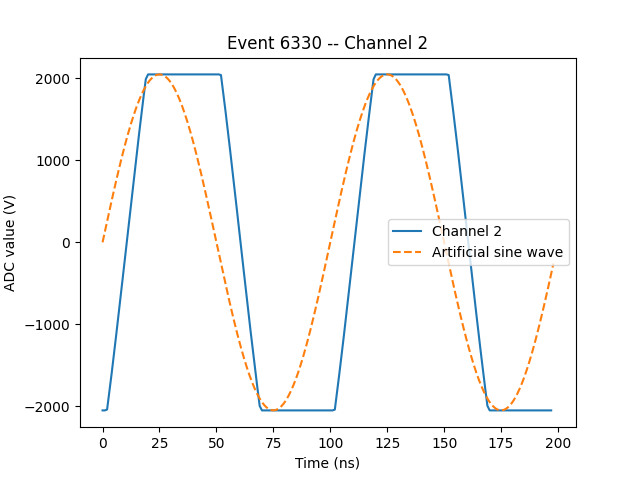 Event 6330 -- Channel 2
ADC value (V)
2000
1000
0
−1000
−2000
Channel 2
Artificial sine wave
0 25 50 75 100 125 150 175 200
Time (ns)